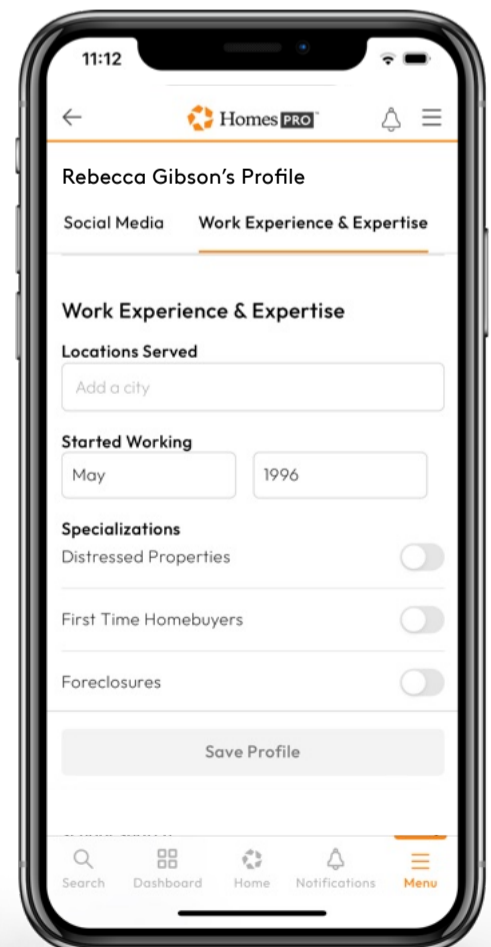 11:12
Homes PRO™
Rebecca Gibson's Profile
Social Media Work Experience & Expertise
Work Experience & Expertise
Locations Served
Add a city
Started Working
May 1996
Specializations
Distressed Properties
First Time Homebuyers
Foreclosures
Save Profile
Search Dashboard Home Notifications Menu